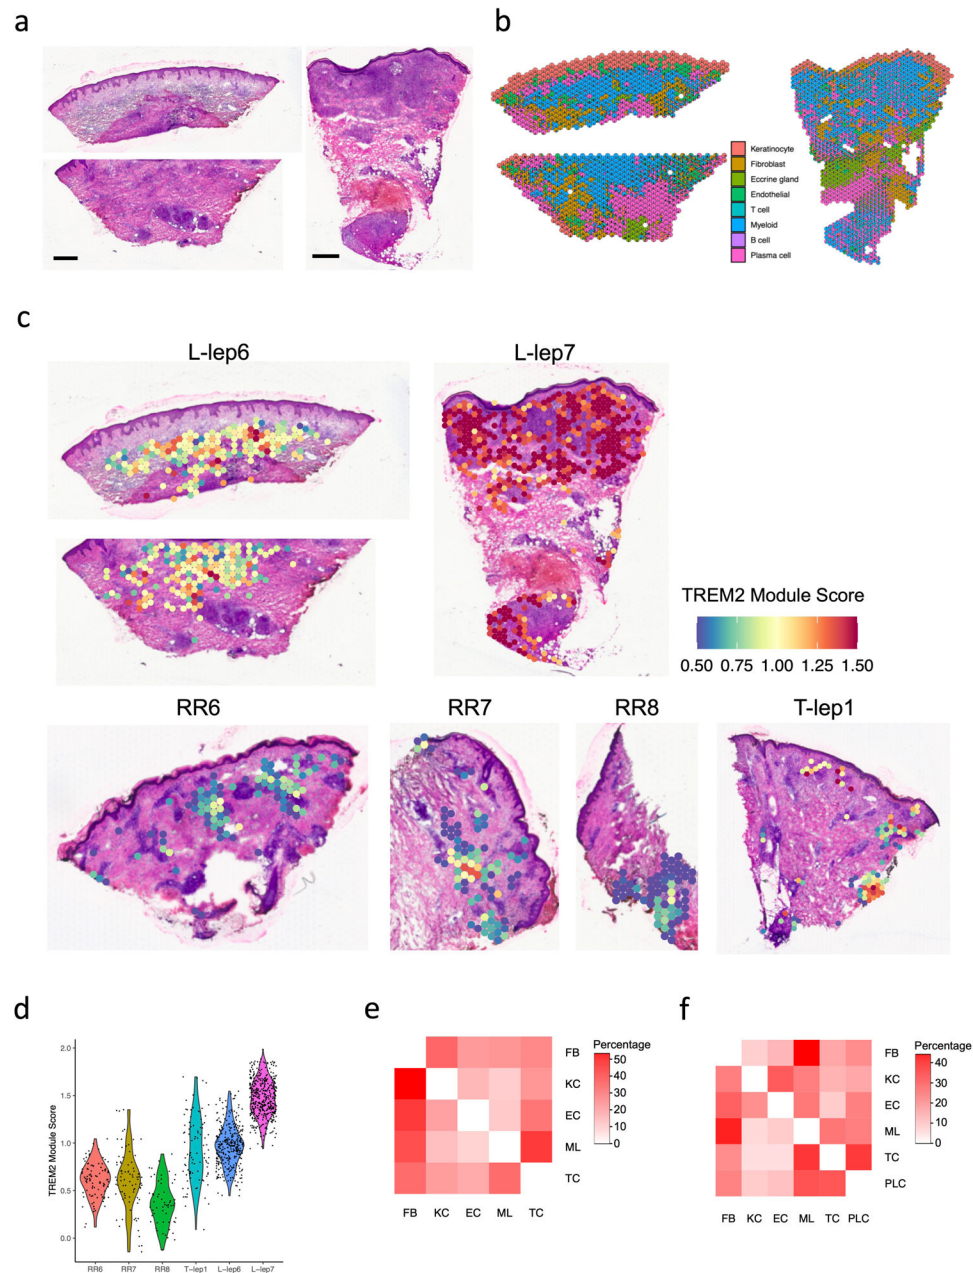 a
b
Keratinocyte
Fibroblast
Eccrine gland
Endothelial
T cell
Myeloid
B cell
Plasma cell
c
L-lep6
L-lep7
TREM2 Module Score
0.50 0.75 1.00 1.25 1.50
RR6
RR7
RR8
T-lep1
d
TREM2 Module Score
2.0
1.5
1.0
0.5
0.0
RR6 RR7 RR8 T-lep1 L-lep6 L-lep7
e
Percentage
50
40
30
20
10
0
FB
KC
EC
ML
TC
FB KC EC ML TC
f
Percentage
40
30
20
10
0
FB
KC
EC
ML
TC
PLC
FB KC EC ML TC PLC